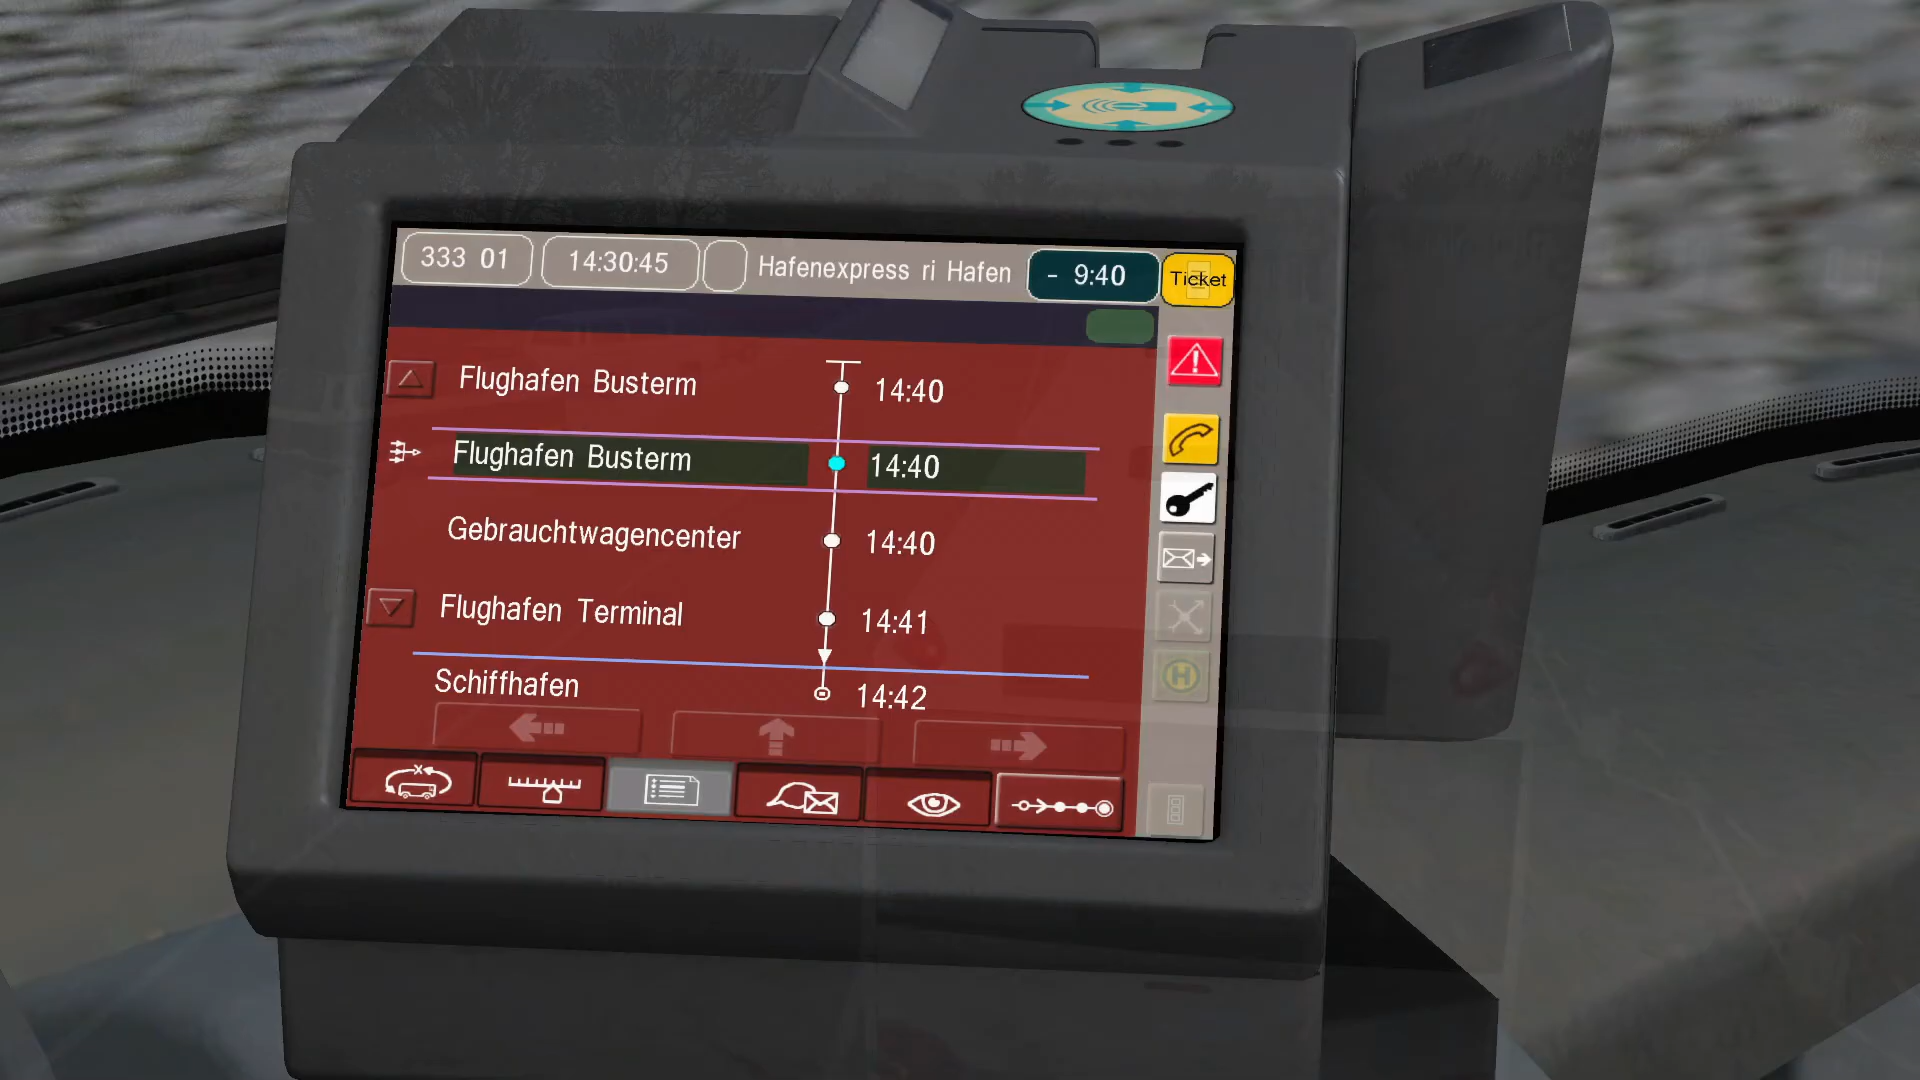 333 01 14:30:45 Hafenexpress ri Hafen - 9:40 Ticket
Flughafen Busterm 14:40
Flughafen Busterm 14:40
Gebrauchtwagencenter 14:40
Flughafen Terminal 14:41
Schiffhafen 14:42
H